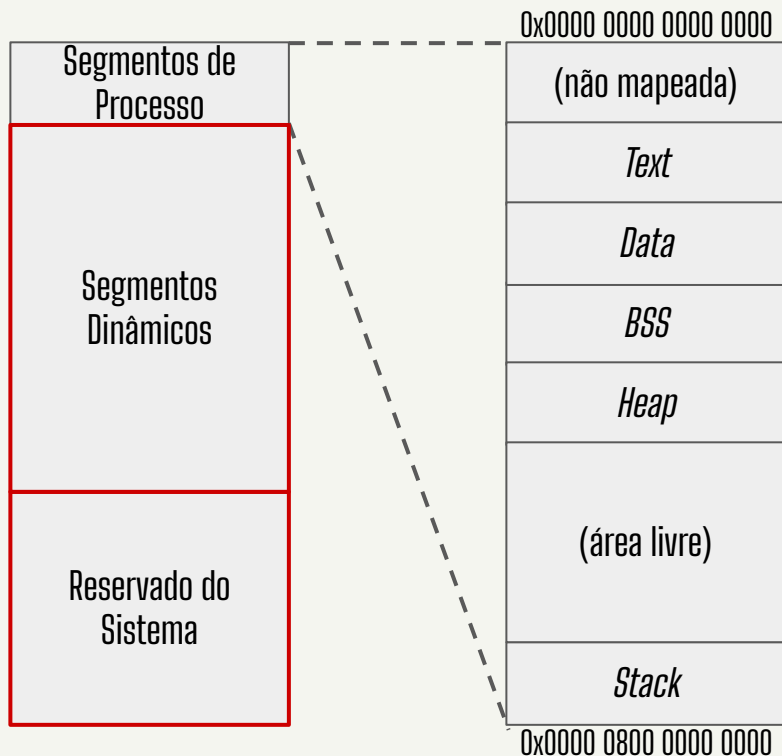 Segmentos de
Processo
Segmentos
Dinâmicos
Reservado do
Sistema
0x0000 0000 0000 0000
(não mapeada)
Text
Data
BSS
Heap
(área livre)
Stack
0x0000 0800 0000 0000